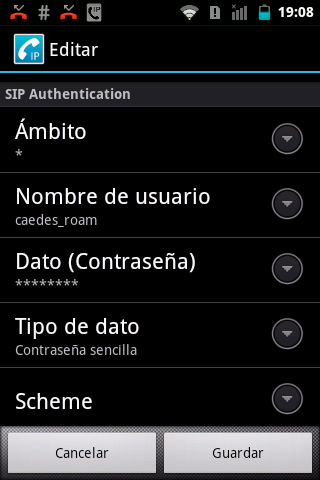 19:08
IP
Editar
SIP Authentication
Ámbito
*
Nombre de usuario
caedes_roam
Dato (Contraseña)
********
Tipo de dato
Contraseña sencilla
Scheme
Cancelar
Guardar